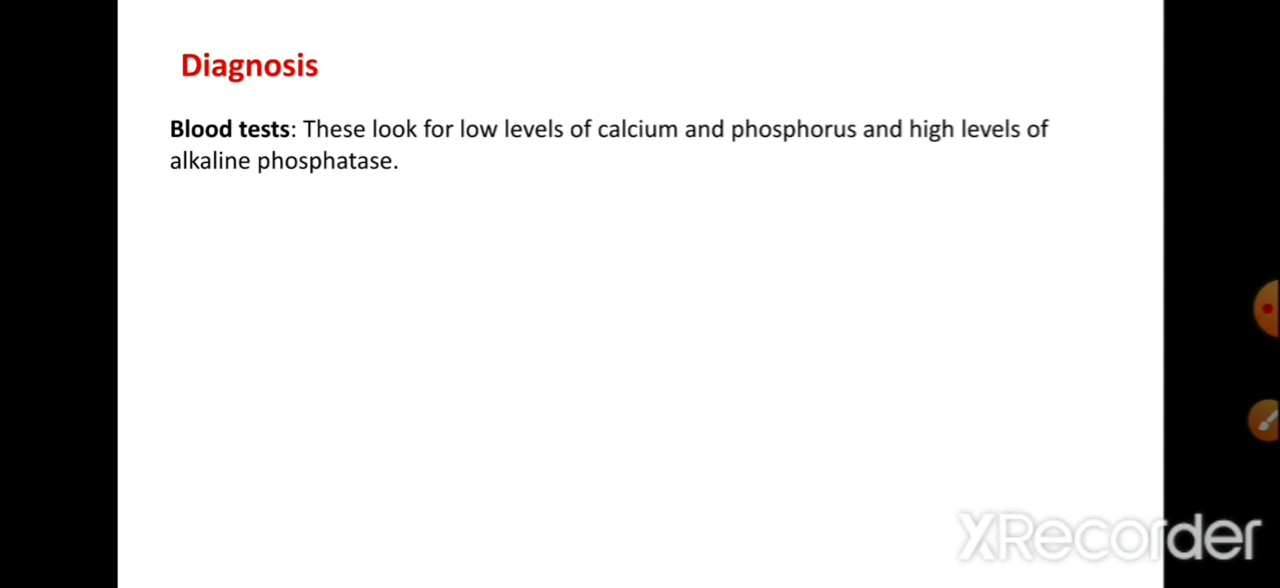 Diagnosis
Blood tests: These look for low levels of calcium and phosphorus and high levels of
alkaline phosphatase.
XRecorder